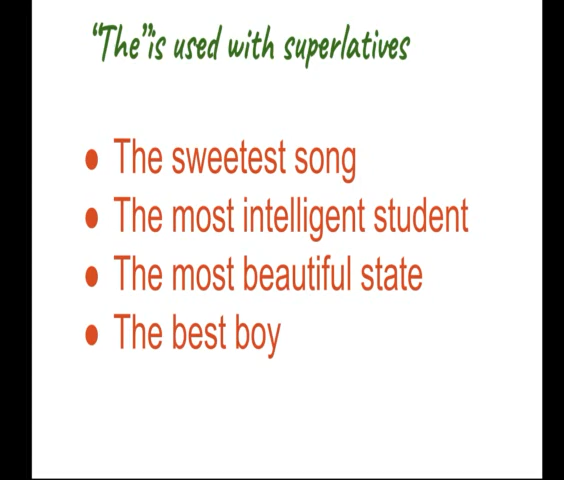 “The”is used with superlatives
● The sweetest song
● The most intelligent student
● The most beautiful state
● The best boy